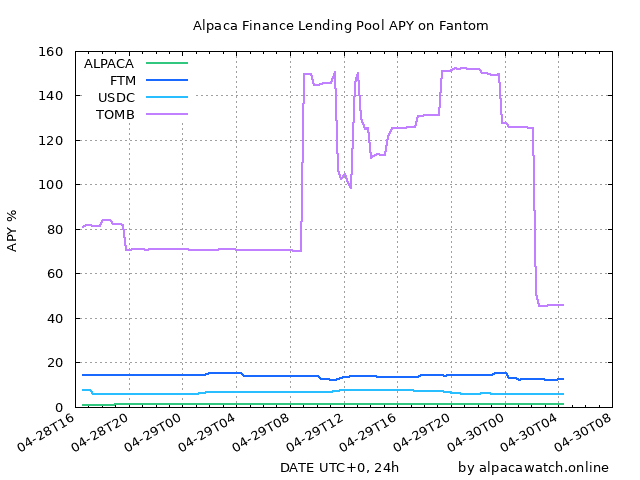 Alpaca Finance Lending Pool APY on Fantom
160
140
120
100
80
60
40
20
0
APY %
ALPACA
FTM
USDC
TOMB
04-28T16
04-28T20
04-29T00
04-29T04
04-29T08
04-29T12
04-29T16
04-29T20
04-30T00
04-30T04
04-30T08
DATE UTC+0, 24h
by alpacawatch.online